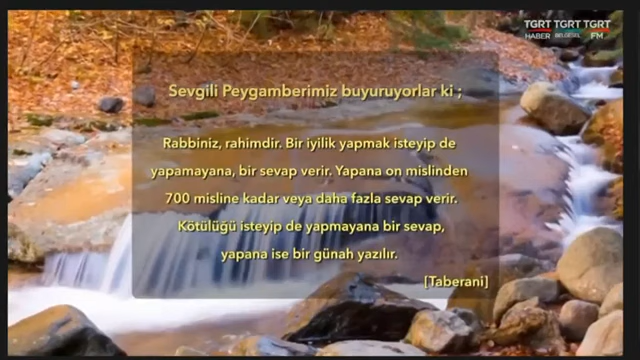 TGRT TGRT TGRT
HABER BELGESEL FM
Sevgili Peygamberimiz buyuruyorlar ki ;
Rabbiniz, rahimdir. Bir iyilik yapmak isteyip de
yapamayana, bir sevap verir. Yapana on mislinden
700 misline kadar veya daha fazla sevap verir.
Kötülüğü isteyip de yapmayana bir sevap,
yapana ise bir günah yazılır.
[Taberani]